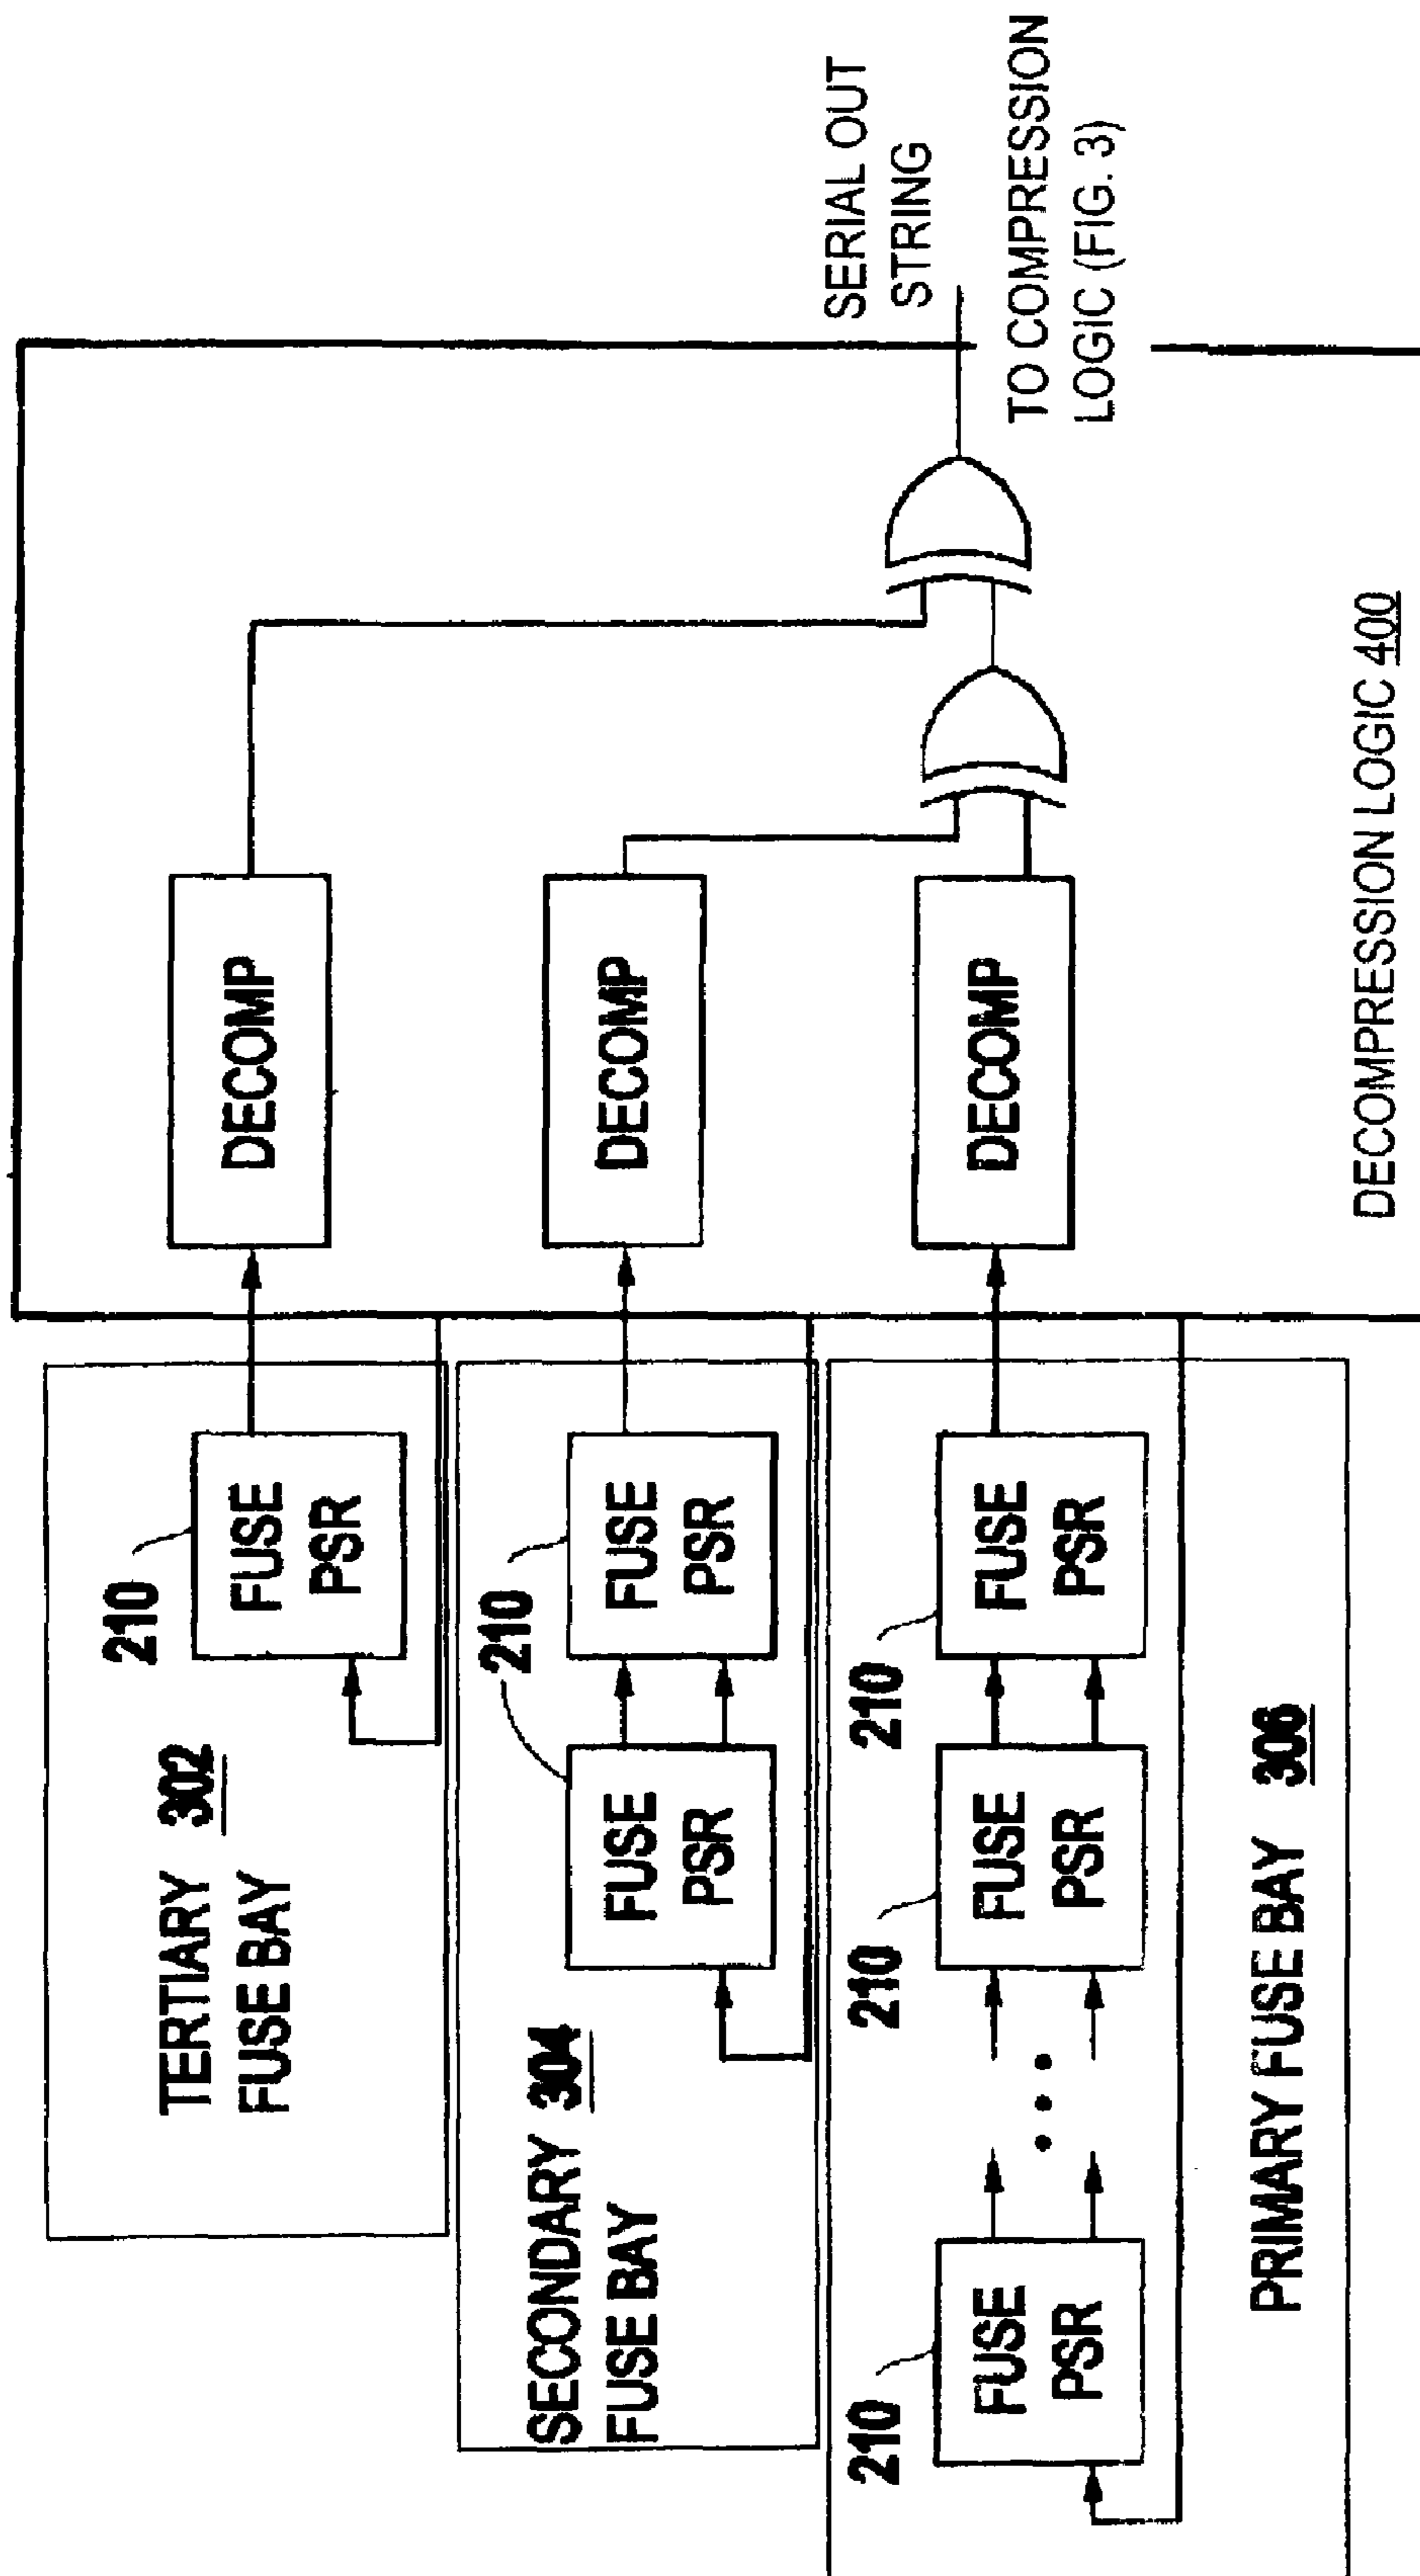 TERTIARY 302
FUSE BAY
210
FUSE
PSR
DECOMP
SECONDARY 304
FUSE BAY
210
FUSE
PSR
FUSE
PSR
DECOMP
SERIAL OUT
STRING
210
FUSE
PSR
210
FUSE
PSR
210
FUSE
PSR
DECOMP
TO COMPRESSION
LOGIC (FIG. 3)
PRIMARY FUSE BAY 306
DECOMPRESSION LOGIC 400